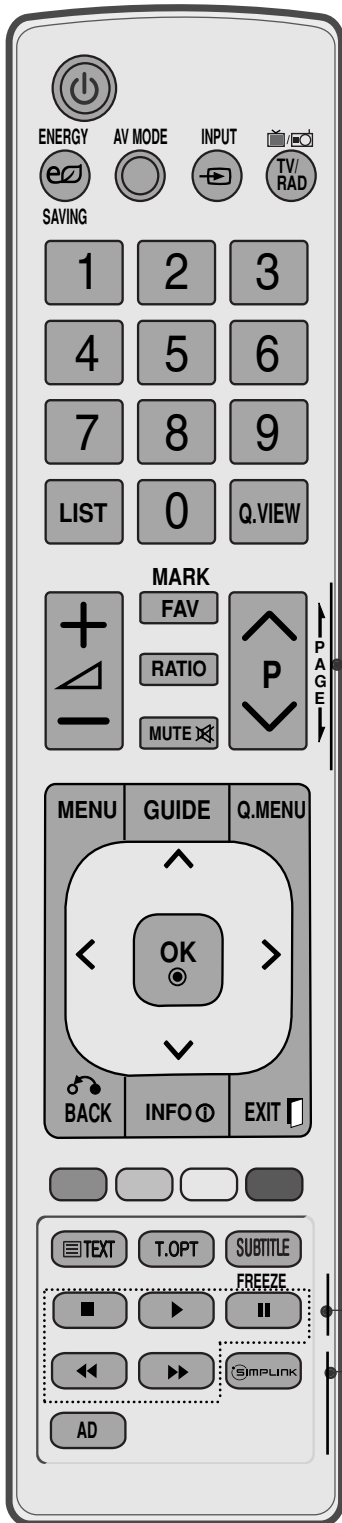 ENERGY AV MODE INPUT
TV/
RAD
SAVING
1 2 3
4 5 6
7 8 9
LIST 0 Q.VIEW
MARK
FAV
RATIO
P
MUTE
PAGE
MENU GUIDE Q.MENU
OK
BACK INFO EXIT
TEXT T.OPT SUBTITLE
FREEZE
SIMPLINK
AD